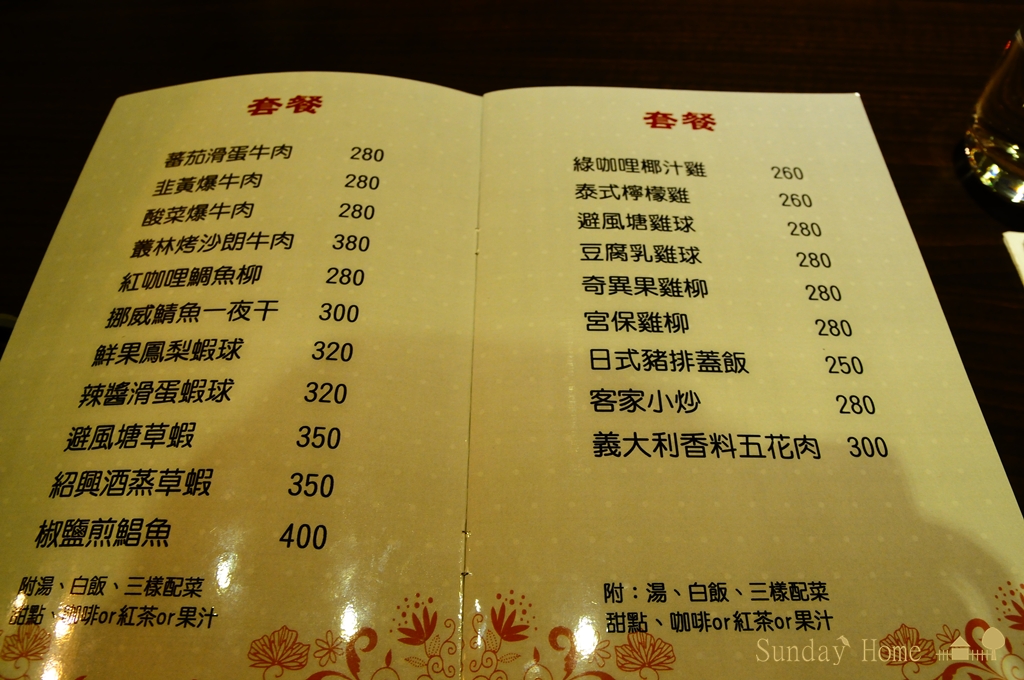 套餐
蕃茄滑蛋牛肉 280
韭黃爆牛肉 280
酸菜爆牛肉 280
叢林烤沙朗牛肉 380
紅咖哩鯛魚柳 280
挪威鯖魚一夜干 300
鮮果鳳梨蝦球 320
辣醬滑蛋蝦球 320
避風塘草蝦 350
紹興酒蒸草蝦 350
椒鹽煎鯧魚 400
附湯、白飯、三樣配菜
甜點、咖啡or紅茶or果汁
套餐
綠咖哩椰汁雞 260
泰式檸檬雞 260
避風塘雞球 280
豆腐乳雞球 280
奇異果雞柳 280
宮保雞柳 280
日式豬排蓋飯 250
客家小炒 280
義大利香料五花肉 300
附：湯、白飯、三樣配菜
甜點、咖啡or紅茶or果汁
Sunday Home